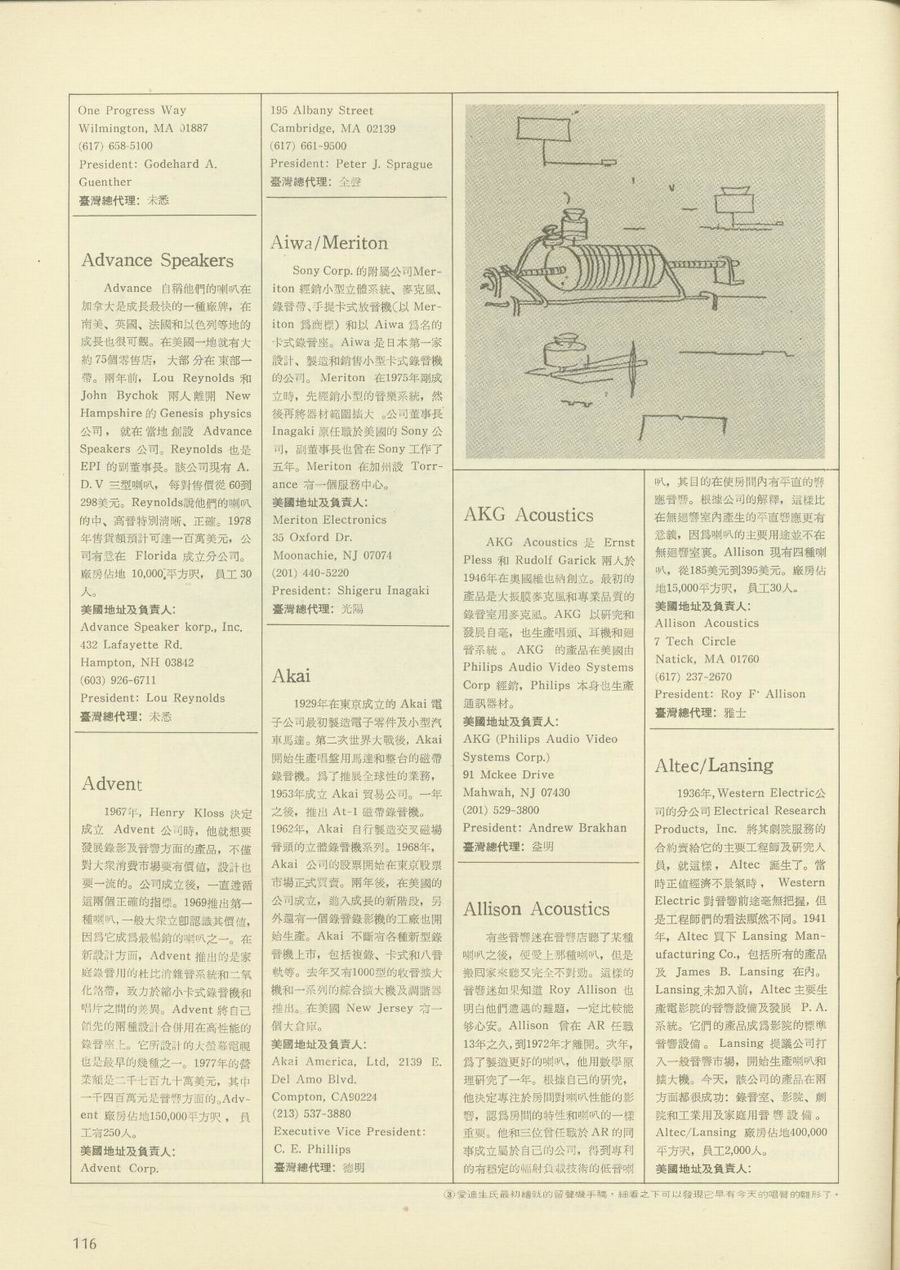 One Progress Way
Wilmington, MA 01887
(617) 658-5100
President: Godehard A.
Guenther
臺灣總代理：未悉
Advance Speakers
Advance 自稱他們的喇叭在
加拿大是成長最快的一種廠牌，在
南美、英國、法國和以色列等地的
成長也很可觀。在美國一地就有大
約75個零售店，大部分在東部一
帶。兩年前，Lou Reynolds 和
John Bychok 兩人離開 New
Hampshire 的 Genesis physics
公司，就在當地創設 Advance
Speakers 公司。Reynolds 也是
EPI 的副董事長。該公司現有 A.
D. V 三型喇叭，每對售價從60到
298美元。Reynolds說他們的喇叭
的中、高音特別清晰、正確。1978
年售貨額預計可達一百萬美元，公
司有意在 Florida 成立分公司。
廠房佔地 10,000平方呎，員工30
人。
美國地址及負責人：
Advance Speaker korp., Inc.
432 Lafayette Rd.
Hampton, NH 03842
(603) 926-6711
President: Lou Reynolds
臺灣總代理：未悉
Advent
1967年，Henry Kloss 決定
成立 Advent 公司時，他就想要
發展錄影及音響方面的產品，不僅
對大衆消費市場要有價值，設計也
要一流的。公司成立後，一直遵循
這兩個正確的指標。1969推出第一
種喇叭，一般大衆立即認識其價值，
因爲它成爲最暢銷的喇叭之一。在
新設計方面，Advent 推出的是家
庭錄音用的杜比消雜音系統和二氧
化鉻帶，致力於縮小卡式錄音機和
唱片之間的差異。Advent 將自己
領先的兩種設計合併用在高性能的
錄音座上。它所設計的大螢幕電視
也是最早的幾種之一。1977年的營
業額是二千七百九十萬美元，其中
一千四百萬元是音響方面的。Adv-
ent 廠房佔地150,000平方呎，員
工有250人。
美國地址及負責人：
Advent Corp.
195 Albany Street
Cambridge, MA 02139
(617) 661-9500
President: Peter J. Sprague
臺灣總代理：全聲
Aiwa/Meriton
Sony Corp. 的附屬公司Mer-
iton 經銷小型立體系統、麥克風、
錄音帶、手提卡式放音機（以 Mer-
iton 爲商標）和以 Aiwa 爲名的
卡式錄音座。Aiwa 是日本第一家
設計、製造和銷售小型卡式錄音機
的公司。Meriton 在1975年剛成
立時，先經銷小型的音樂系統，然
後再將器材範圍擴大。公司董事長
Inagaki 原任職於美國的 Sony 公
司，副董事長也曾在 Sony 工作了
五年。Meriton 在加州設 Torr-
ance 有一個服務中心。
美國地址及負責人：
Meriton Electronics
35 Oxford Dr.
Moonachie, NJ 07074
(201) 440-5220
President: Shigeru Inagaki
臺灣總代理：光陽
Akai
1929年在東京成立的 Akai 電
子公司最初製造電子零件及小型汽
車馬達。第二次世界大戰後，Akai
開始生產唱盤用馬達和整台的磁帶
錄音機。爲了推展全球性的業務，
1953年成立 Akai 貿易公司。一年
之後，推出 At-1 磁帶錄音機。
1962年，Akai 自行製造交叉磁場
音頭的立體錄音機系列。1968年，
Akai 公司的股票開始在東京股票
市場正式買賣。兩年後，在美國的
公司成立，進入成長的新階段，另
外還有一個錄音錄影機的工廠也開
始生產。Akai 不斷有各種新型錄
音機上市，包括複錄、卡式和八音
軌等。去年又有1000型的收音擴大
機和一系列的綜合擴大機及調諧器
推出。在美國 New Jersey 有一
個大倉庫。
美國地址及負責人：
Akai America, Ltd, 2139 E.
Del Amo Blvd.
Compton, CA90224
(213) 537-3880
Executive Vice President:
C. E. Phillips
臺灣總代理：德明
AKG Acoustics
AKG Acoustics 是 Ernst
Pless 和 Rudolf Garick 兩人於
1946年在奧國維也納創立。最初的
產品是大振膜麥克風和專業品質的
錄音室用麥克風。AKG 以研究和
發展自毫，也生產唱頭、耳機和廻
音系統。AKG 的產品在美國由
Philips Audio Video Systems
Corp 經銷，Philips 本身也生產
通訊器材。
美國地址及負責人：
AKG (Philips Audio Video
Systems Corp.)
91 Mckee Drive
Mahwah, NJ 07430
(201) 529-3800
President: Andrew Brakhan
臺灣總代理：盆明
Allison Acoustics
有些音響迷在音響店聽了某種
喇叭之後，便愛上那種喇叭，但是
搬回家來聽又完全不對勁。這樣的
音響迷如果知道 Roy Allison 也
明白他們遭遇的難題，一定比較能
够心安。Allison 曾在 AR 任職
13年之久，到1972年才離開。次年，
爲了製造更好的喇叭，他用數學原
理研究了一年。根據自己的研究，
他決定專注於房間對喇叭性能的影
響，認爲房間的特性和喇叭的一樣
重要。他和三位曾任職於 AR 的同
事成立屬於自己的公司，得到專利
的有穩定的輻射負載技術的低音喇
叭，其目的在使房間內有平直的響
應音響。根據公司的解釋，這樣比
在無廻響室內產生的平直響應更有
意義，因爲喇叭的主要用途並不在
無廻響室裏。Allison 現有四種喇
叭，從185美元到395美元。廠房佔
地15,000平方呎，員工30人。
美國地址及負責人：
Allison Acoustics
7 Tech Circle
Natick, MA 01760
(617) 237-2670
President: Roy F· Allison
臺灣總代理：雅士
Altec/Lansing
1936年，Western Electric公
司的分公司 Electrical Research
Products, Inc. 將其劇院服務的
合約賣給它的主要工程師及研究人
員，就這樣，Altec 誕生了。當
時正値經濟不景氣時，Western
Electric 對音響前途毫無把握，但
是工程師們的看法顯然不同。1941
年，Altec 買下 Lansing Man-
ufacturing Co.，包括所有的產品
及 James B. Lansing 在內。
Lansing 未加入前，Altec 主要生
產電影院的音響設備及發展 P. A.
系統。它們的產品成爲影院的標準
音響設備。Lansing 提議公司打
入一般音響市場，開始生產喇叭和
擴大機。今天，該公司的產品在兩
方面都很成功：錄音室、影院、劇
院和工業用及家庭用音響設備。
Altec/Lansing 廠房佔地400,000
平方呎，員工2,000人。
美國地址及負責人：
③愛迪生氏最初繪就的留聲機手稿，細看之下可以發現它早有今天的唱臂的雛形了。
116